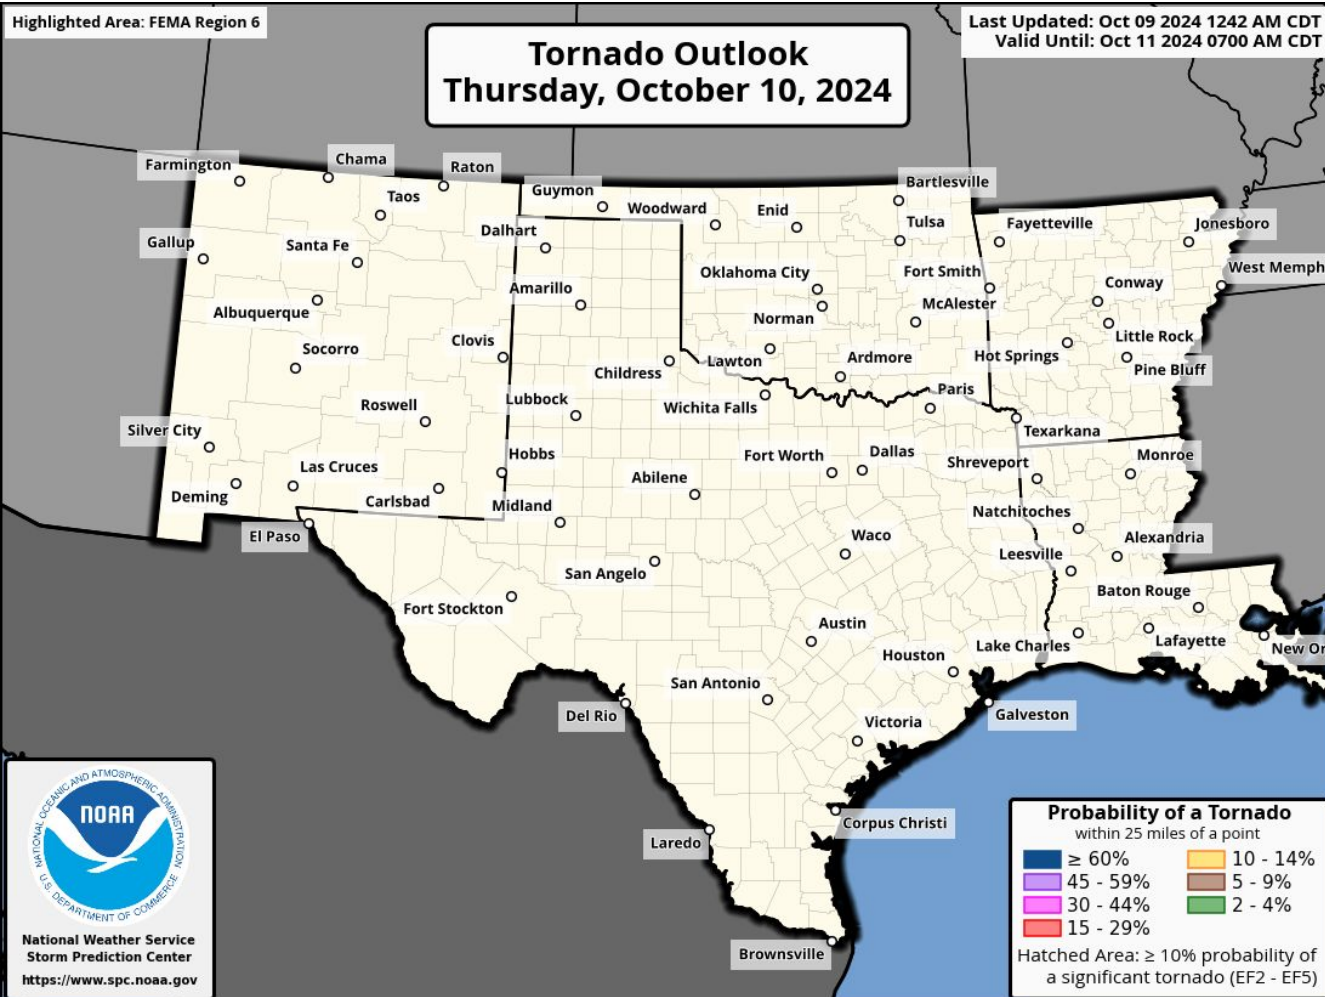 Highlighted Area: FEMA Region 6
Last Updated: Oct 09 2024 1242 AM CDT
Valid Until: Oct 11 2024 0700 AM CDT
Tornado Outlook
Thursday, October 10, 2024
Farmington
Chama
Raton
Taos
Guymon
Woodward
Enid
Bartlesville
Tulsa
Fayetteville
Jonesboro
Gallup
Santa Fe
Dalhart
Oklahoma City
Fort Smith
West Memph
Albuquerque
Amarillo
Norman
McAlester
Conway
Socorro
Clovis
Childress
Lawton
Ardmore
Hot Springs
Little Rock
Pine Bluff
Roswell
Lubbock
Wichita Falls
Paris
Texarkana
Silver City
Las Cruces
Hobbs
Abilene
Fort Worth
Dallas
Shreveport
Monroe
Deming
Carlsbad
Midland
Natchitoches
El Paso
San Angelo
Waco
Leesville
Alexandria
Fort Stockton
Austin
Baton Rouge
Houston
Lake Charles
Lafayette
New Or
San Antonio
Del Rio
Victoria
Galveston
Laredo
Corpus Christi
Brownsville
NATIONAL OCEANIC AND ATMOSPHERIC ADMINISTRATION
NOAA
U.S. DEPARTMENT OF COMMERCE
National Weather Service
Storm Prediction Center
https://www.spc.noaa.gov
Probability of a Tornado
within 25 miles of a point
≥ 60% 10 - 14%
45 - 59% 5 - 9%
30 - 44% 2 - 4%
15 - 29%
Hatched Area: ≥ 10% probability of
a significant tornado (EF2 - EF5)